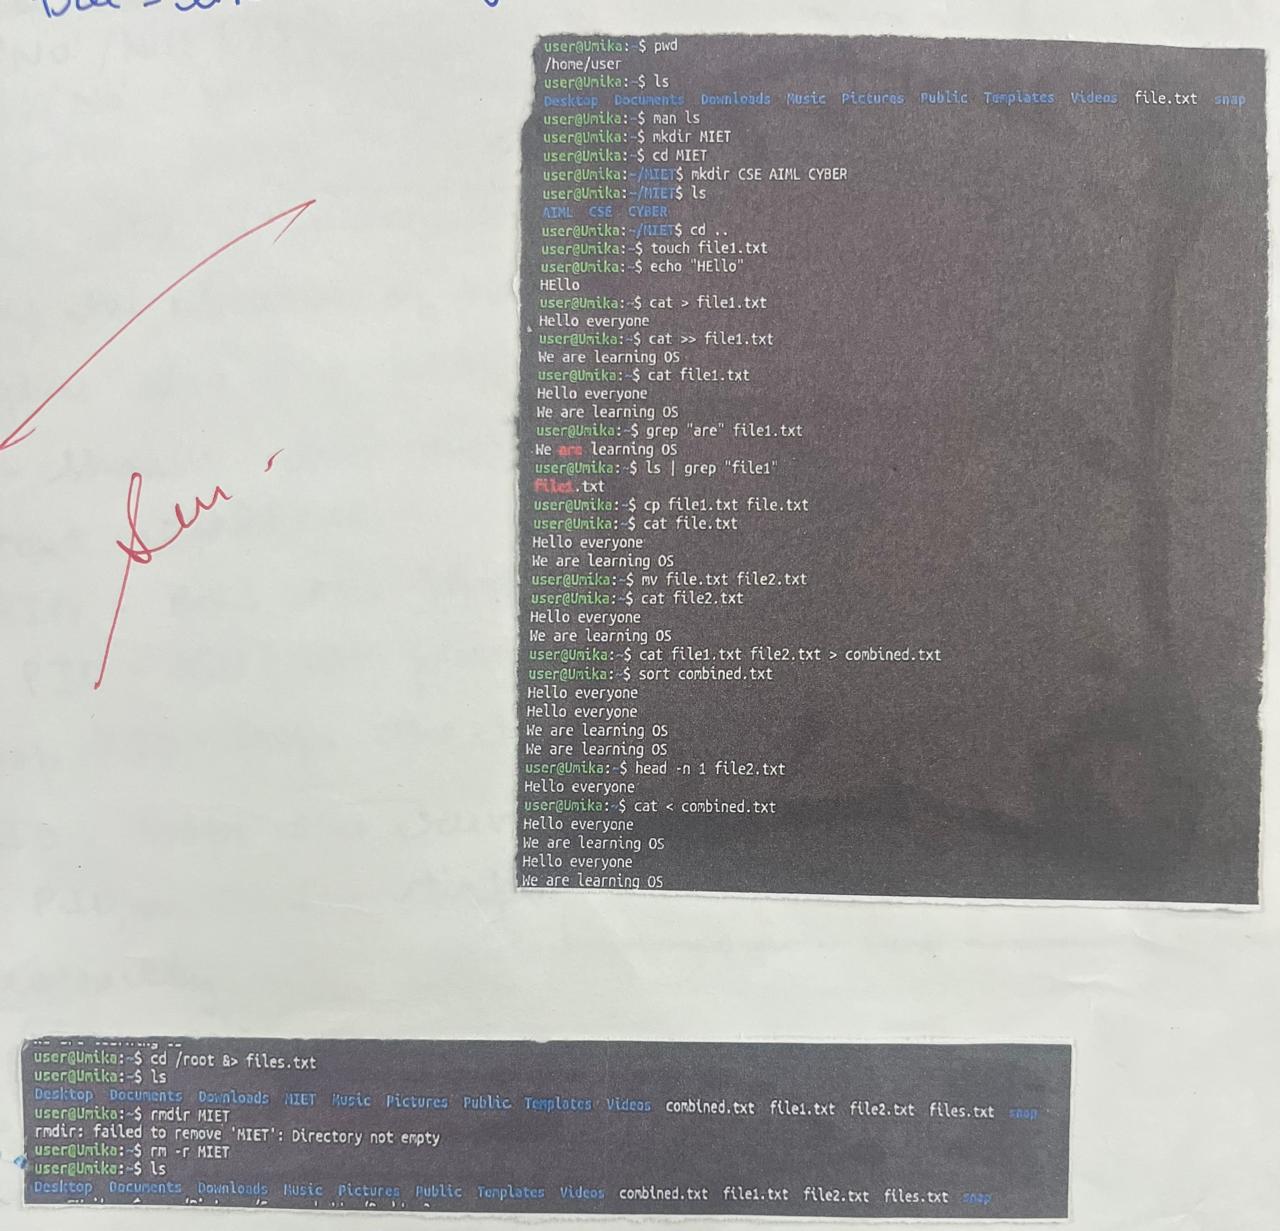 user@Umika:~$ pwd
/home/user
user@Umika:~$ ls
Desktop Documents Downloads Music Pictures Public Templates Videos file.txt snap
user@Umika:~$ man ls
user@Umika:~$ mkdir MIET
user@Umika:~$ cd MIET
user@Umika:~/MIET$ mkdir CSE AIML CYBER
user@Umika:~/MIET$ ls
AIML CSE CYBER
user@Umika:~/MIET$ cd ..
user@Umika:~$ touch file1.txt
user@Umika:~$ echo "HEllo"
HEllo
user@Umika:~$ cat > file1.txt
Hello everyone
user@Umika:~$ cat >> file1.txt
We are learning OS
user@Umika:~$ cat file1.txt
Hello everyone
We are learning OS
user@Umika:~$ grep "are" file1.txt
We are learning OS
user@Umika:~$ ls | grep "file1"
file1.txt
user@Umika:~$ cp file1.txt file.txt
user@Umika:~$ cat file.txt
Hello everyone
We are learning OS
user@Umika:~$ mv file.txt file2.txt
user@Umika:~$ cat file2.txt
Hello everyone
We are learning OS
user@Umika:~$ cat file1.txt file2.txt > combined.txt
user@Umika:~$ sort combined.txt
Hello everyone
Hello everyone
We are learning OS
We are learning OS
user@Umika:~$ head -n 1 file2.txt
Hello everyone
user@Umika:~$ cat < combined.txt
Hello everyone
We are learning OS
Hello everyone
We are learning OS
user@Umika:~$ cd /root &> files.txt
user@Umika:~$ ls
Desktop Documents Downloads MIET Music Pictures Public Templates Videos combined.txt file1.txt file2.txt files.txt snap
user@Umika:~$ rmdir MIET
rmdir: failed to remove 'MIET': Directory not empty
user@Umika:~$ rm -r MIET
user@Umika:~$ ls
Desktop Documents Downloads Music Pictures Public Templates Videos combined.txt file1.txt file2.txt files.txt snap